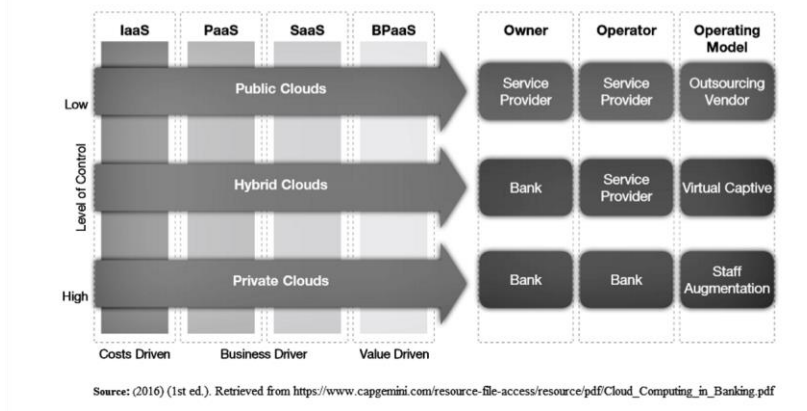 IaaS PaaS SaaS BPaaS Owner Operator Operating
Model
Low
Public Clouds
Service
Provider
Service
Provider
Outsourcing
Vendor
Level of Control
Hybrid Clouds
Bank
Service
Provider
Virtual Captive
High
Private Clouds
Bank
Bank
Staff
Augmentation
Costs Driven Business Driver Value Driven
Source: (2016) (1st ed.). Retrieved from https://www.capgemini.com/resource-file-access/resource/pdf/Cloud_Computing_in_Banking.pdf